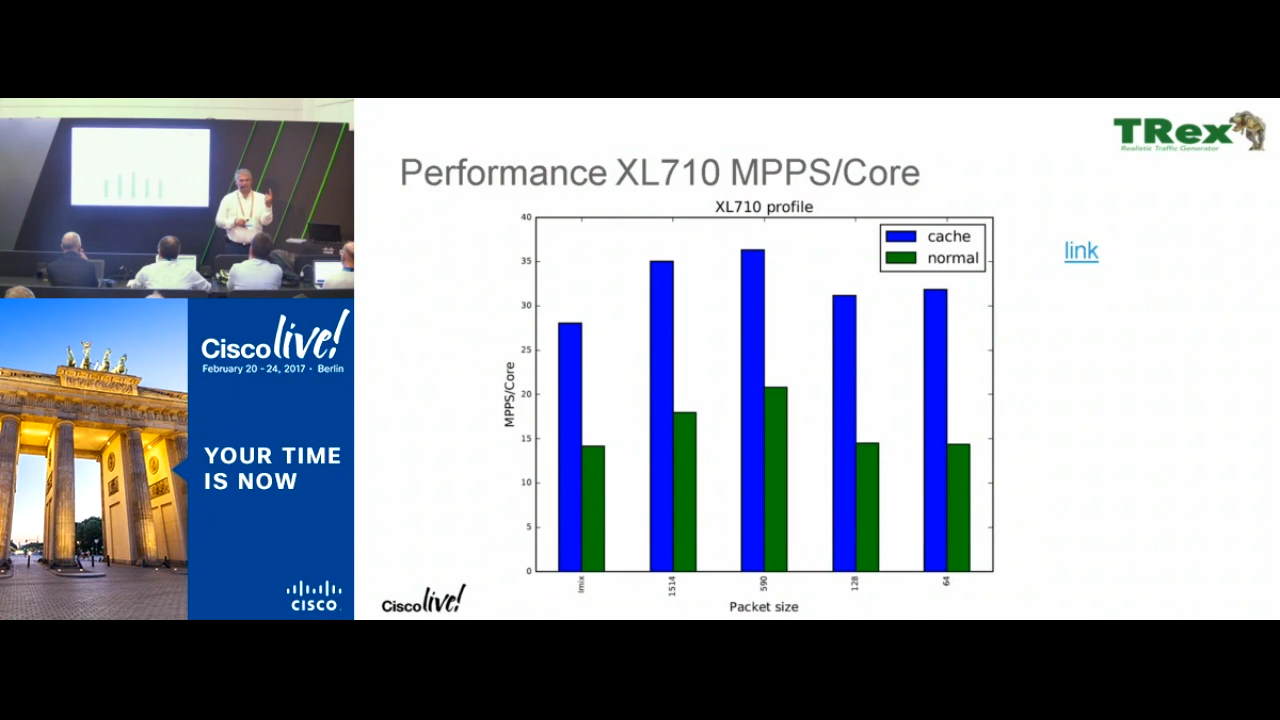 TRex
Realistic Traffic Generator
Performance XL710 MPPS/Core
XL710 profile
cache
normal
link
40
35
30
25
20
15
10
5
0
MPPS/Core
Imix
1514
590
128
64
Packet size
Cisco live!
Cisco live!
February 20 - 24, 2017 • Berlin
YOUR TIME
IS NOW
CISCO